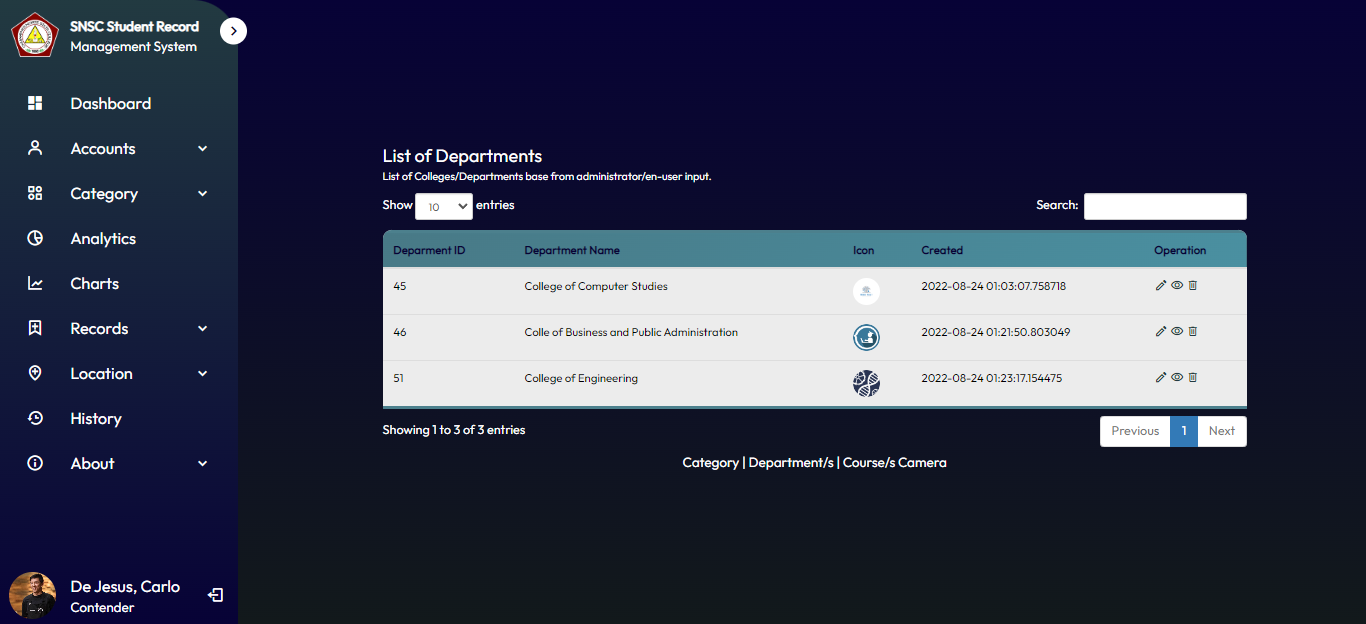 SNSC Student Record
Management System
Dashboard
Accounts
Category
Analytics
Charts
Records
Location
History
About
De Jesus, Carlo
Contender
List of Departments
List of Colleges/Departments base from administrator/en-user input.
Show 10 entries
Search:
Deparment ID Department Name Icon Created Operation
45 College of Computer Studies 2022-08-24 01:03:07.758718
46 Colle of Business and Public Administration 2022-08-24 01:21:50.803049
51 College of Engineering 2022-08-24 01:23:17.154475
Showing 1 to 3 of 3 entries
Previous 1 Next
Category | Department/s | Course/s Camera